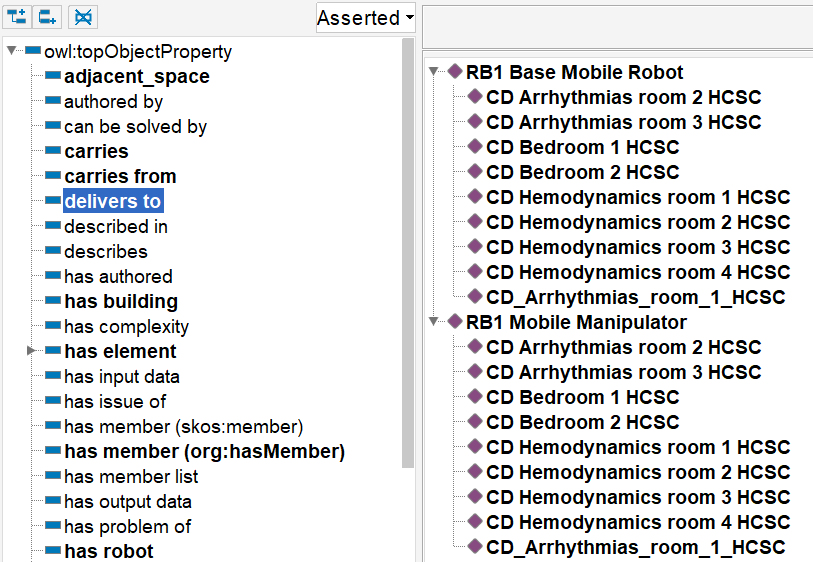 Asserted
owl:topObjectProperty
adjacent_space
authored by
can be solved by
carries
carries from
delivers to
described in
describes
has authored
has building
has complexity
has element
has input data
has issue of
has member (skos:member)
has member (org:hasMember)
has member list
has output data
has problem of
has robot
RB1 Base Mobile Robot
CD Arrhythmias room 2 HCSC
CD Arrhythmias room 3 HCSC
CD Bedroom 1 HCSC
CD Bedroom 2 HCSC
CD Hemodynamics room 1 HCSC
CD Hemodynamics room 2 HCSC
CD Hemodynamics room 3 HCSC
CD Hemodynamics room 4 HCSC
CD_Arrhythmias_room_1_HCSC
RB1 Mobile Manipulator
CD Arrhythmias room 2 HCSC
CD Arrhythmias room 3 HCSC
CD Bedroom 1 HCSC
CD Bedroom 2 HCSC
CD Hemodynamics room 1 HCSC
CD Hemodynamics room 2 HCSC
CD Hemodynamics room 3 HCSC
CD Hemodynamics room 4 HCSC
CD_Arrhythmias_room_1_HCSC